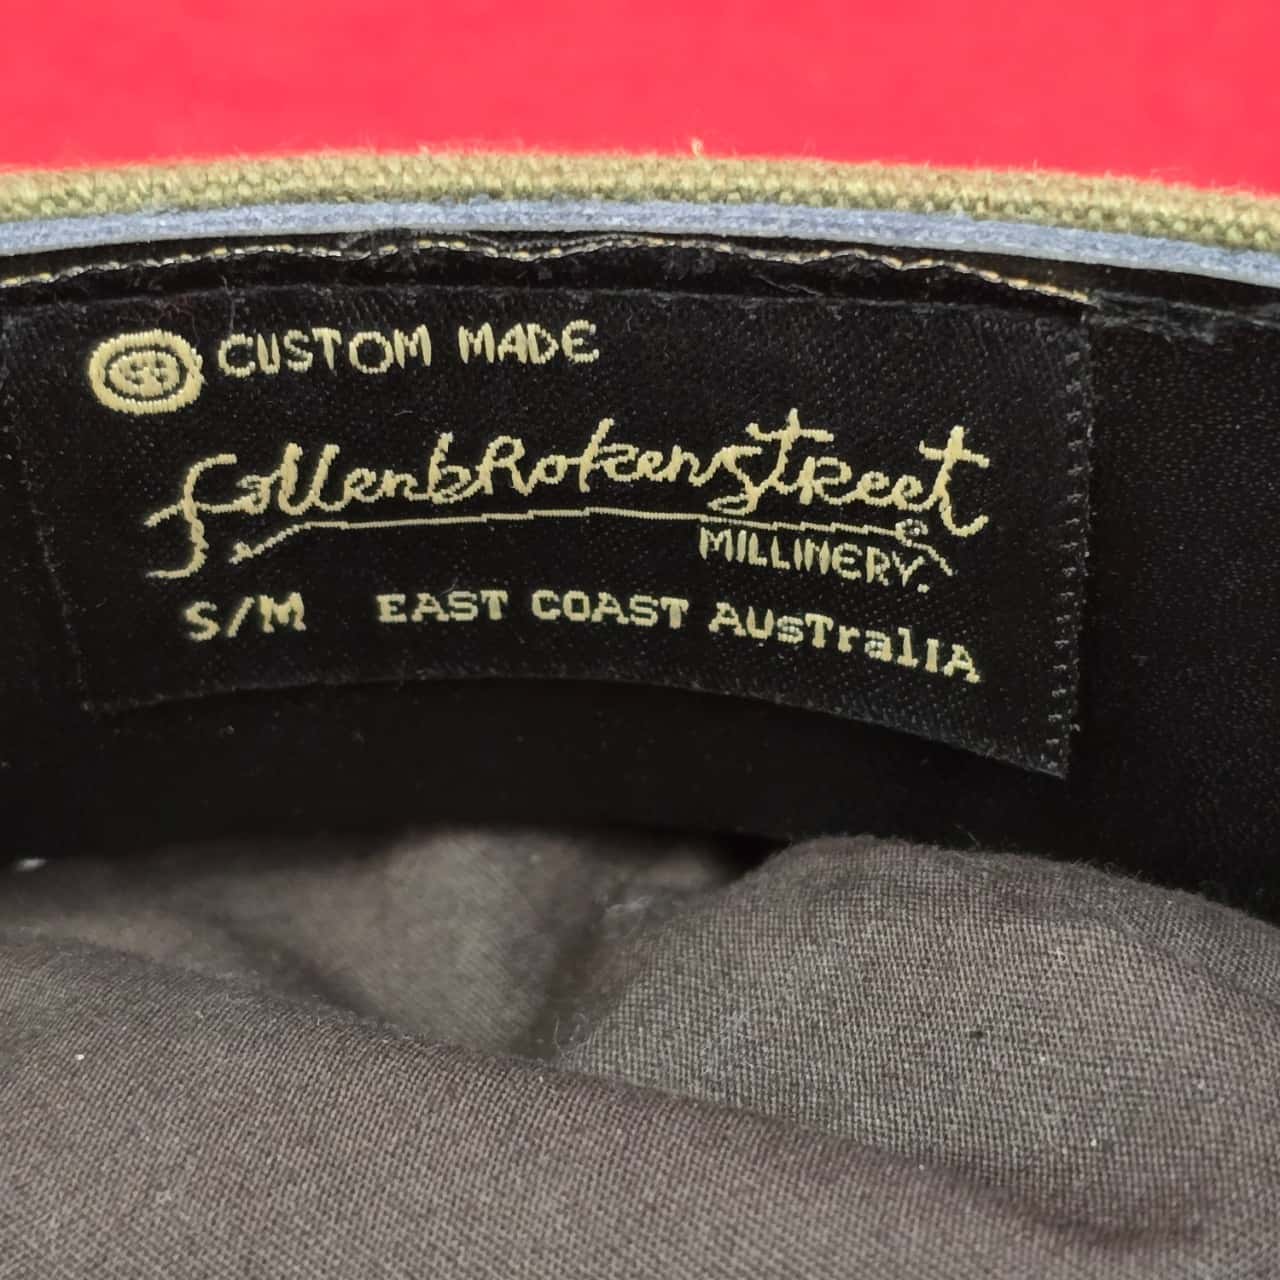 CUSTOM MADE
fallenbRokenstReet
MILLINERY.
S/M EAST COAST AUsTralIA